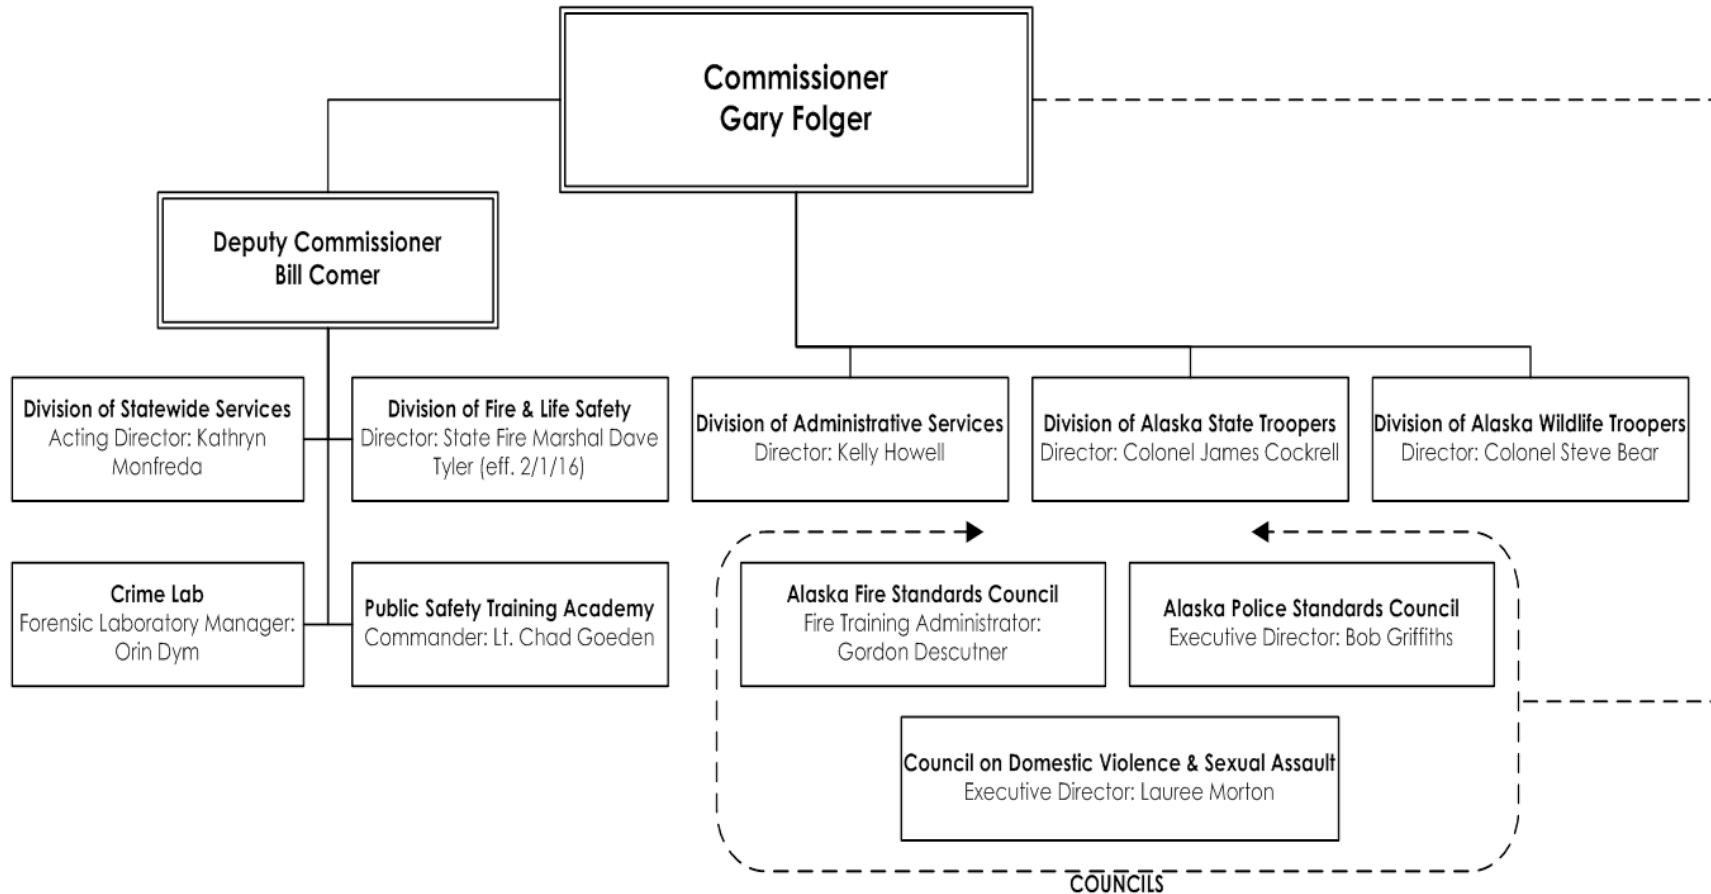 Commissioner
Gary Folger
Deputy Commissioner
Bill Comer
Division of Statewide Services
Acting Director: Kathryn
Monfreda
Division of Fire & Life Safety
Director: State Fire Marshal Dave
Tyler (eff. 2/1/16)
Division of Administrative Services
Director: Kelly Howell
Division of Alaska State Troopers
Director: Colonel James Cockrell
Division of Alaska Wildlife Troopers
Director: Colonel Steve Bear
Crime Lab
Forensic Laboratory Manager:
Orin Dym
Public Safety Training Academy
Commander: Lt. Chad Goeden
Alaska Fire Standards Council
Fire Training Administrator:
Gordon Descutner
Alaska Police Standards Council
Executive Director: Bob Griffiths
Council on Domestic Violence & Sexual Assault
Executive Director: Lauree Morton
COUNCILS